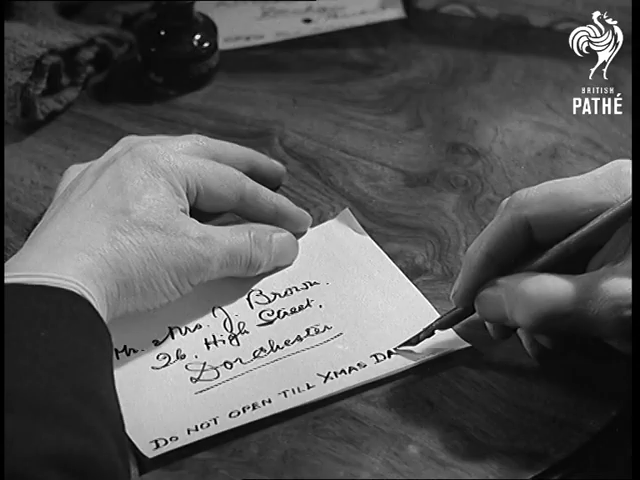 BRITISH
PATHÉ
Mr. & Mrs. J. Brown.
26, High Street,
Dorchester
DO NOT OPEN TILL XMAS DA